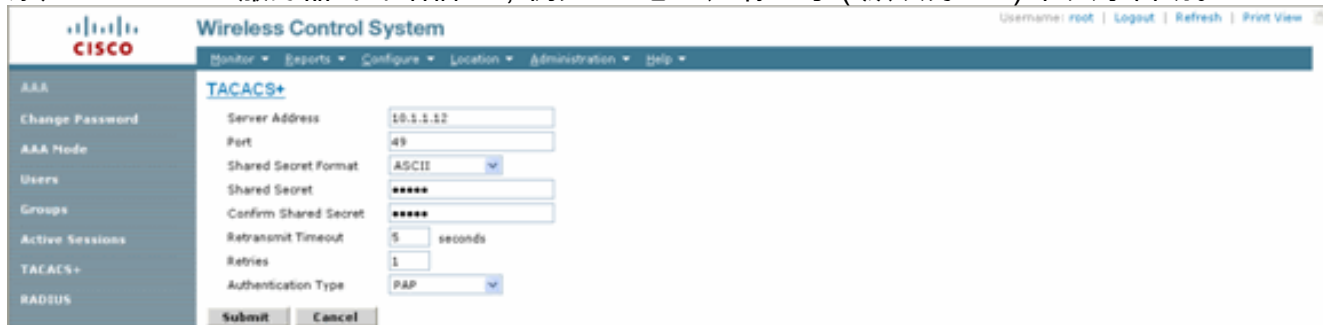 CISCO
Wireless Control System
Username: root | Logout | Refresh | Print View
Monitor Reports Configure Location Administration Help
AAA
Change Password
AAA Mode
Users
Groups
Active Sessions
TACACS+
RADIUS
TACACS+
Server Address 10.1.1.12
Port 49
Shared Secret Format ASCII
Shared Secret •••••
Confirm Shared Secret •••••
Retransmit Timeout 5 seconds
Retries 1
Authentication Type PAP
Submit Cancel